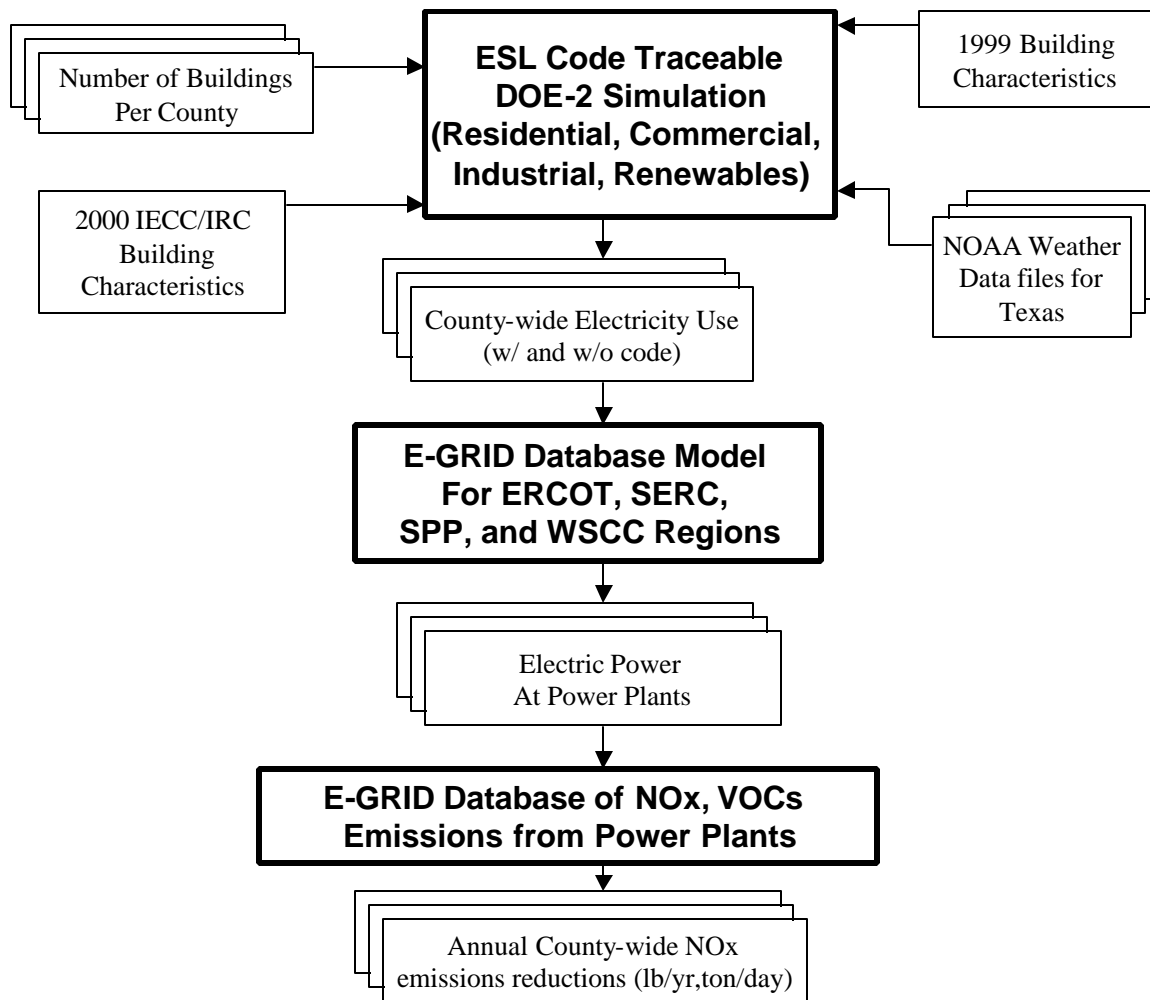 Number of Buildings
Per County
ESL Code Traceable
DOE-2 Simulation
(Residential, Commercial,
Industrial, Renewables)
1999 Building
Characteristics
2000 IECC/IRC
Building
Characteristics
NOAA Weather
Data files for
Texas
County-wide Electricity Use
(w/ and w/o code)
E-GRID Database Model
For ERCOT, SERC,
SPP, and WSCC Regions
Electric Power
At Power Plants
E-GRID Database of NOx, VOCs
Emissions from Power Plants
Annual County-wide NOx
emissions reductions (lb/yr,ton/day)